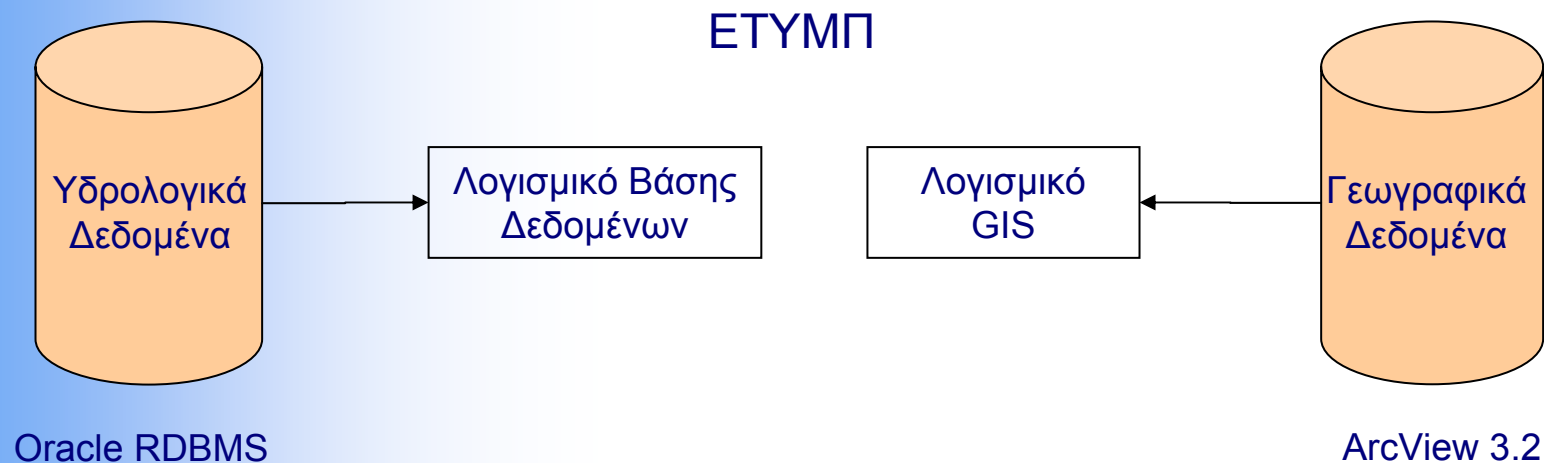 ΕΤΥΜΠ
Υδρολογικά
Δεδομένα
Λογισμικό Βάσης
Δεδομένων
Λογισμικό
GIS
Γεωγραφικά
Δεδομένα
Oracle RDBMS
ArcView 3.2